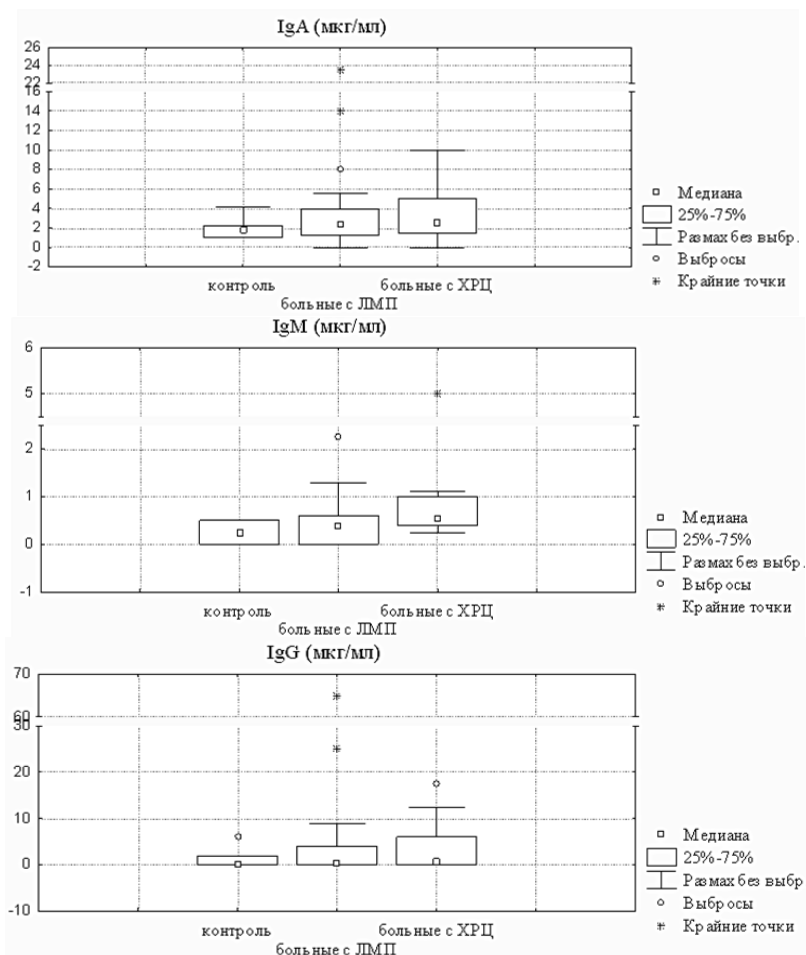 IgA (мкг/мл)
26
24
22
16
14
12
10
8
6
4
2
0
-2
контроль
больные с ХРЦ
больные с ЛМП
Медиана
25%-75%
Размах без выбр.
Выбросы
Крайние точки
IgM (мкг/мл)
6
5
2
1
0
-1
контроль
больные с ХРЦ
больные с ЛМП
Медиана
25%-75%
Размах без выбр.
Выбросы
Крайние точки
IgG (мкг/мл)
70
60
30
20
10
0
-10
контроль
больные с ХРЦ
больные с ЛМП
Медиана
25%-75%
Размах без выбр
Выбросы
Крайние точки